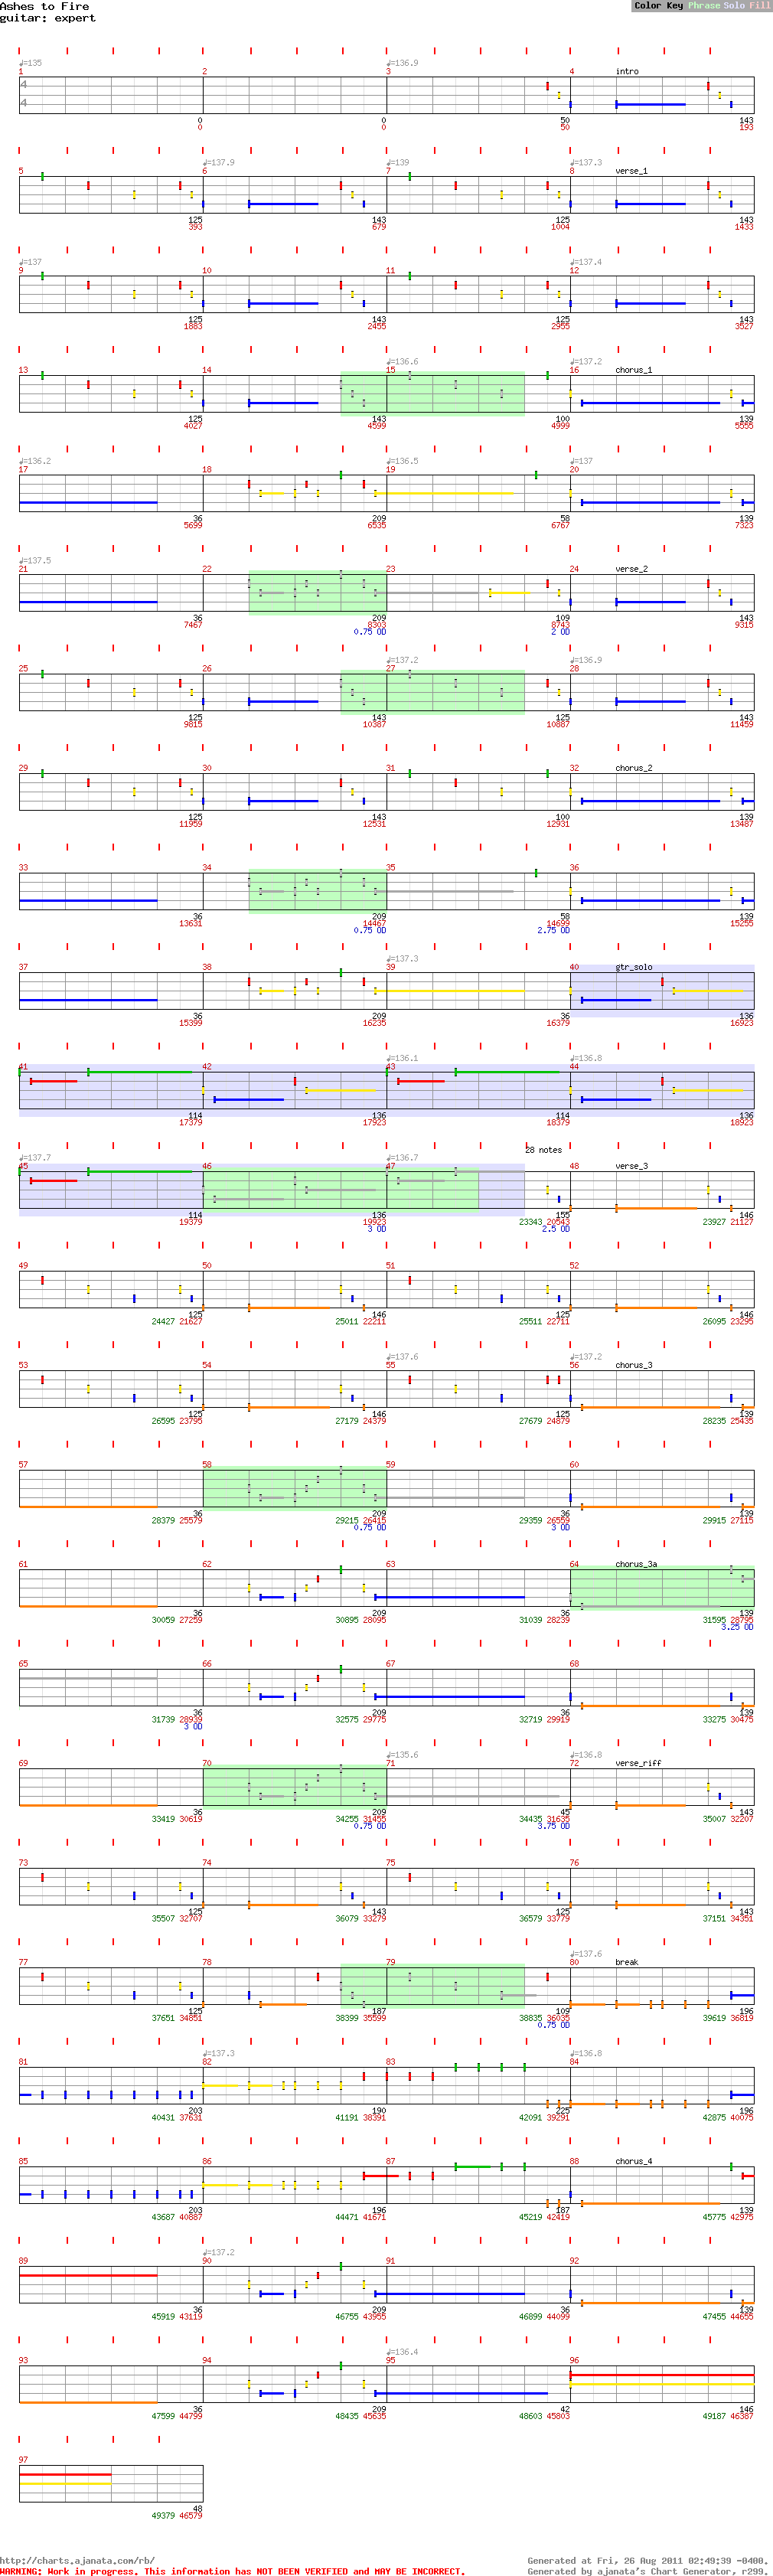 Ashes to Fire
guitar: expert
Color Key Phrase Solo Fill
♩=135 ♩=136.9
1 2 3 4 intro
4
4
0 0 50 143
0 0 50 193
♩=137.9 ♩=139 ♩=137.3
5 6 7 8 verse_1
125 143 125 143
393 679 1004 1433
♩=137 ♩=137.4
9 10 11 12
125 143 125 143
1883 2455 2955 3527
♩=136.6 ♩=137.2
13 14 15 16 chorus_1
125 143 100 139
4027 4599 4999 5555
♩=136.2 ♩=136.5 ♩=137
17 18 19 20
36 209 58 139
5699 6535 6767 7323
♩=137.5
21 22 23 24 verse_2
36 209 109 143
7467 8303 8743 9315
0.75 OD 2 OD
♩=137.2 ♩=136.9
25 26 27 28
125 143 125 143
9815 10387 10887 11459
29 30 31 32 chorus_2
125 143 100 139
11959 12531 12931 13487
33 34 35 36
36 209 58 139
13631 14467 14699 15255
0.75 OD 2.75 OD
♩=137.3
37 38 39 40 gtr_solo
36 209 36 136
15399 16235 16379 16923
♩=136.1 ♩=136.8
41 42 43 44
114 136 114 136
17379 17923 18379 18923
♩=137.7 ♩=136.7 28 notes
45 46 47 48 verse_3
114 136 155 146
19379 19923 23343 20543 23927 21127
3 OD 2.5 OD
49 50 51 52
125 146 125 146
24427 21627 25011 22211 25511 22711 26095 23295
♩=137.6 ♩=137.2
53 54 55 56 chorus_3
125 146 125 139
26595 23795 27179 24379 27679 24879 28235 25435
57 58 59 60
36 209 36 139
28379 25579 29215 26415 29359 26559 29915 27115
0.75 OD 3 OD
61 62 63 64 chorus_3a
36 209 36 139
30059 27259 30895 28095 31039 28239 31595 28795
3.25 OD
65 66 67 68
36 209 36 139
31739 28939 32575 29775 32719 29919 33275 30475
3 OD
♩=135.6 ♩=136.8
69 70 71 72 verse_riff
36 209 45 143
33419 30619 34255 31455 34435 31635 35007 32207
0.75 OD 3.75 OD
73 74 75 76
125 143 125 143
35507 32707 36079 33279 36579 33779 37151 34351
♩=137.6
77 78 79 80 break
125 187 109 196
37651 34851 38399 35599 38835 36035 39619 36819
0.75 OD
♩=137.3 ♩=136.8
81 82 83 84
203 190 225 196
40431 37631 41191 38391 42091 39291 42875 40075
85 86 87 88 chorus_4
203 196 187 139
43687 40887 44471 41671 45219 42419 45775 42975
♩=137.2
89 90 91 92
36 209 36 139
45919 43119 46755 43955 46899 44099 47455 44655
♩=136.4
93 94 95 96
36 209 42 146
47599 44799 48435 45635 48603 45803 49187 46387
97
48
49379 46579
http://charts.ajanata.com/rb/ Generated at Fri, 26 Aug 2011 02:49:39 -0400.
WARNING: Work in progress. This information has NOT BEEN VERIFIED and MAY BE INCORRECT. Generated by ajanata's Chart Generator, r299.